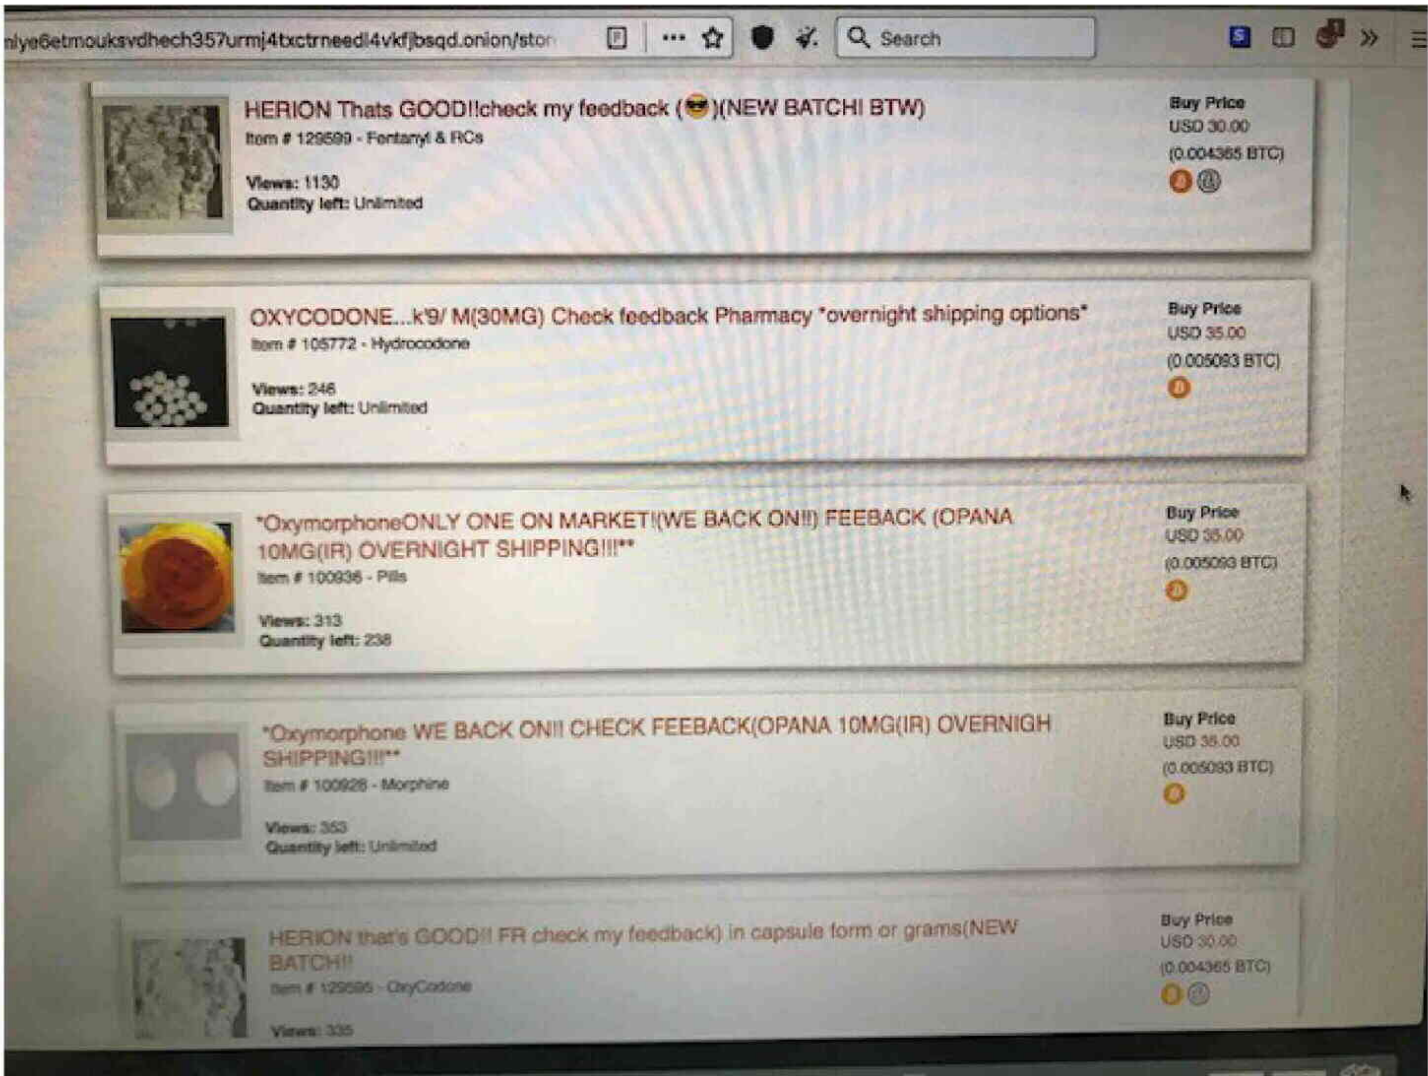 Search
HERION Thats GOOD!!check my feedback (😎)(NEW BATCH! BTW)
Item # 129599 - Fentanyl & RCs
Views: 1130
Quantity left: Unlimited
Buy Price
USD 30.00
(0.004365 BTC)
OXYCODONE...k'9/ M(30MG) Check feedback Pharmacy *overnight shipping options*
Item # 105772 - Hydrocodone
Views: 246
Quantity left: Unlimited
Buy Price
USD 35.00
(0.005093 BTC)
*OxymorphoneONLY ONE ON MARKET!(WE BACK ON!!) FEEBACK (OPANA
10MG(IR) OVERNIGHT SHIPPING!!!**
Item # 100936 - Pills
Views: 313
Quantity left: 238
Buy Price
USD 35.00
(0.005093 BTC)
*Oxymorphone WE BACK ON!! CHECK FEEBACK(OPANA 10MG(IR) OVERNIGH
SHIPPING!!!**
Item # 100928 - Morphine
Views: 353
Quantity left: Unlimited
Buy Price
USD 35.00
(0.005093 BTC)
HERION that's GOOD!! FR check my feedback) in capsule form or grams(NEW
BATCH!!
Item # 129595 - OxyCodone
Views: 335
Buy Price
USD 30.00
(0.004365 BTC)